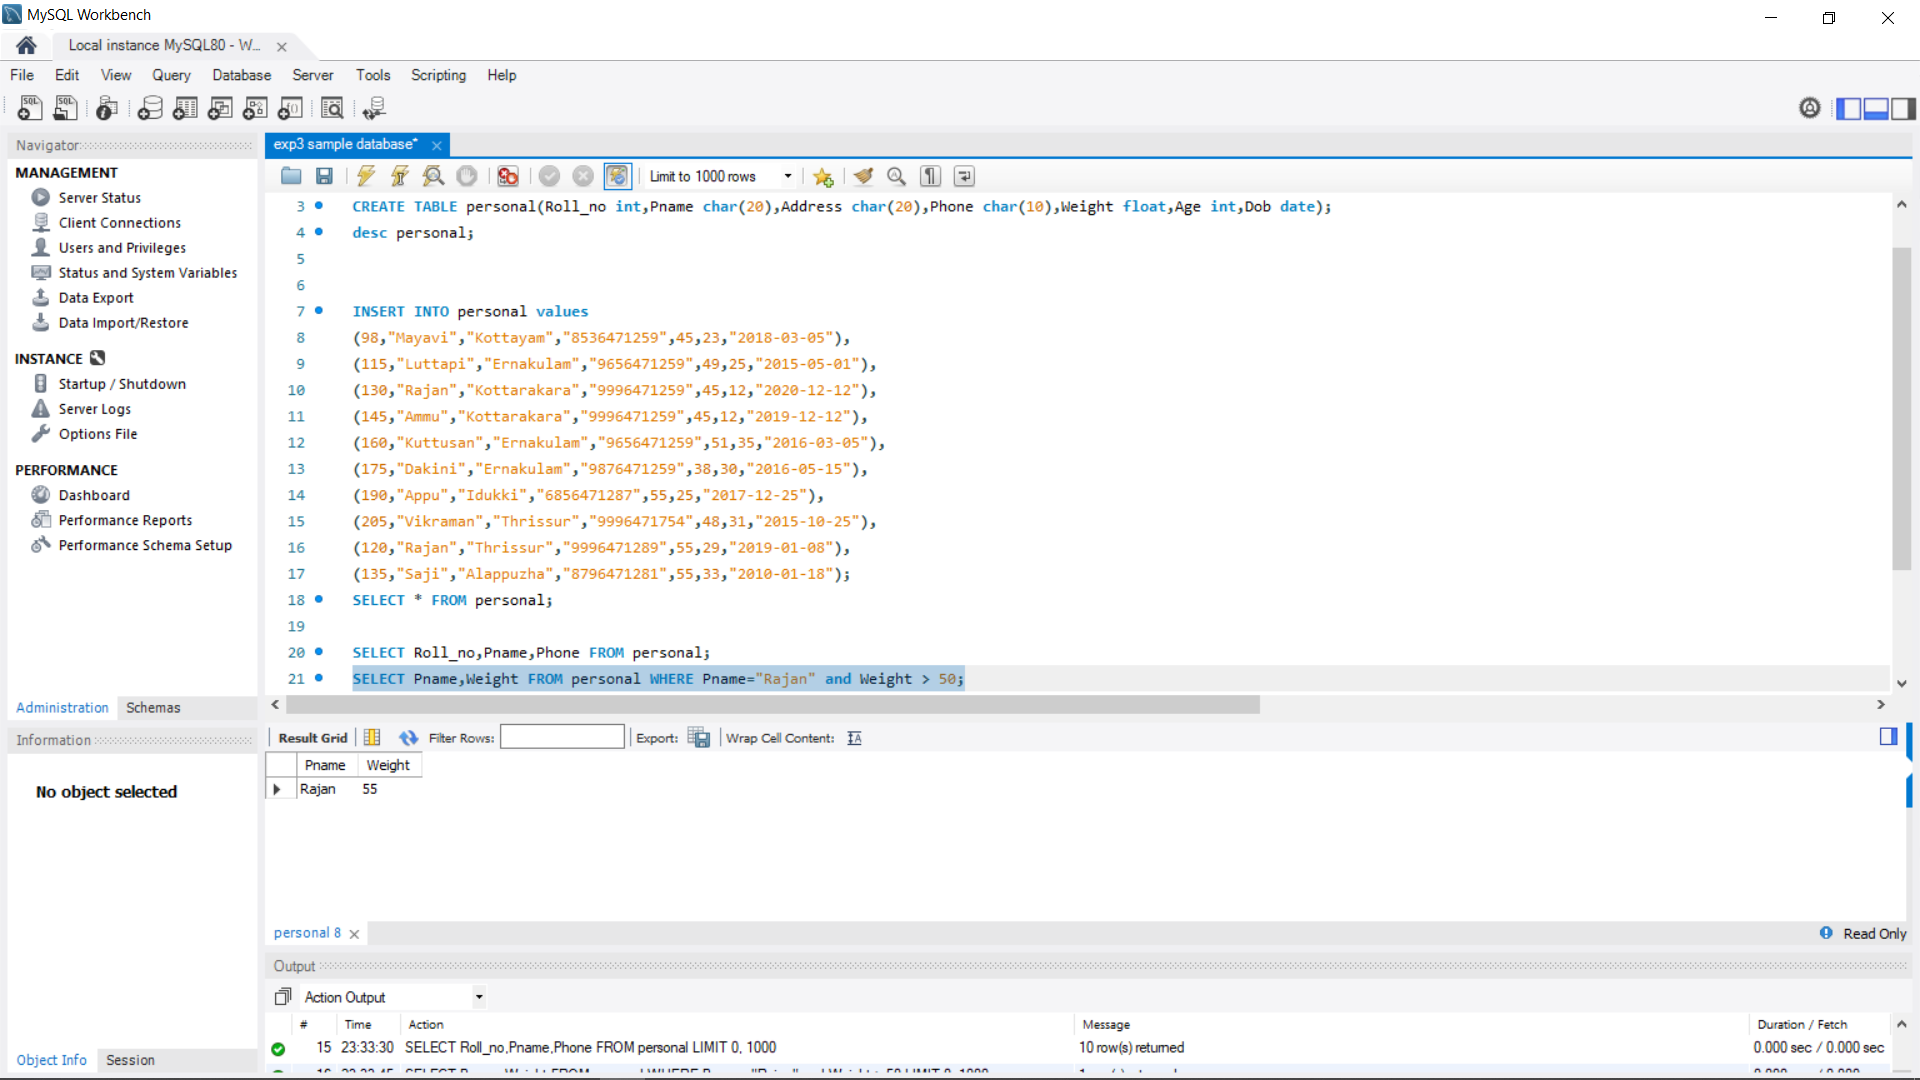 MySQL Workbench
Local instance MySQL80 - W...
File Edit View Query Database Server Tools Scripting Help
Navigator
MANAGEMENT
Server Status
Client Connections
Users and Privileges
Status and System Variables
Data Export
Data Import/Restore
INSTANCE
Startup / Shutdown
Server Logs
Options File
PERFORMANCE
Dashboard
Performance Reports
Performance Schema Setup
Administration Schemas
Information
No object selected
Object Info Session
exp3 sample database*
Limit to 1000 rows
3 CREATE TABLE personal(Roll_no int,Pname char(20),Address char(20),Phone char(10),Weight float,Age int,Dob date);
4 desc personal;
5
6
7 INSERT INTO personal values
8 (98,"Mayavi","Kottayam","8536471259",45,23,"2018-03-05"),
9 (115,"Luttapi","Ernakulam","9656471259",49,25,"2015-05-01"),
10 (130,"Rajan","Kottarakara","9996471259",45,12,"2020-12-12"),
11 (145,"Ammu","Kottarakara","9996471259",45,12,"2019-12-12"),
12 (160,"Kuttusan","Ernakulam","9656471259",51,35,"2016-03-05"),
13 (175,"Dakini","Ernakulam","9876471259",38,30,"2016-05-15"),
14 (190,"Appu","Idukki","6856471287",55,25,"2017-12-25"),
15 (205,"Vikraman","Thrissur","9996471754",48,31,"2015-10-25"),
16 (120,"Rajan","Thrissur","9996471289",55,29,"2019-01-08"),
17 (135,"Saji","Alappuzha","8796471281",55,33,"2010-01-18");
18 SELECT * FROM personal;
19
20 SELECT Roll_no,Pname,Phone FROM personal;
21 SELECT Pname,Weight FROM personal WHERE Pname="Rajan" and Weight > 50;
Result Grid Filter Rows: Export: Wrap Cell Content:
Pname Weight
Rajan 55
personal 8 Read Only
Output
Action Output
# Time Action Message Duration / Fetch
15 23:33:30 SELECT Roll_no,Pname,Phone FROM personal LIMIT 0, 1000 10 row(s) returned 0.000 sec / 0.000 sec